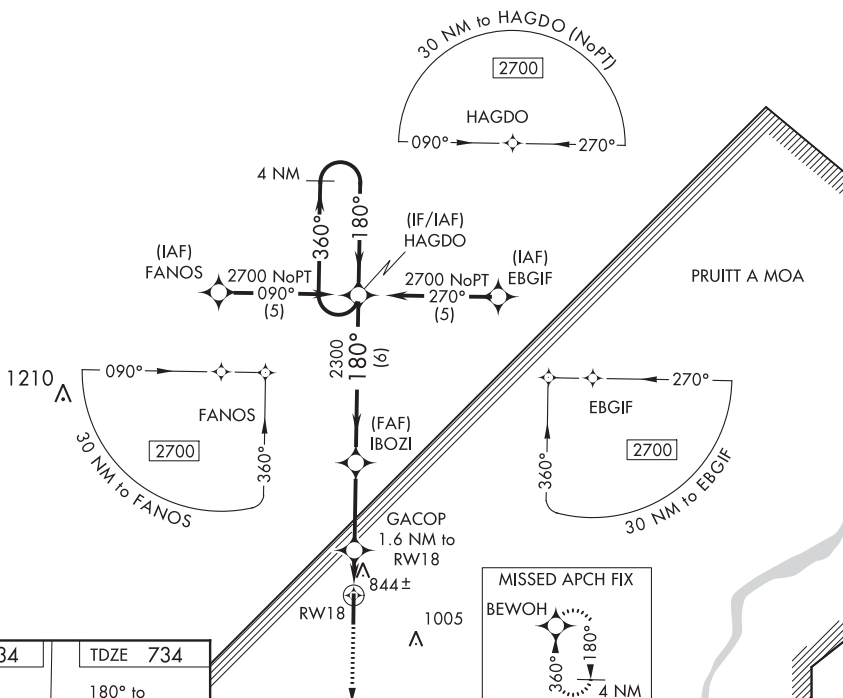 30 NM to HAGDO (NoPT)
2700
HAGDO
090°
270°
4 NM
360°
180°
(IF/IAF)
HAGDO
(IAF)
FANOS
2700 NoPT
090°
(5)
(IAF)
EBGIF
2700 NoPT
270°
(5)
PRUITT A MOA
2300
180°
(6)
1210
090°
FANOS
2700
360°
30 NM to FANOS
270°
EBGIF
2700
360°
30 NM to EBGIF
(FAF)
IBOZI
GACOP
1.6 NM to
RW18
844±
RW18
1005
MISSED APCH FIX
BEWOH
360°
180°
4 NM
34
TDZE 734
180° to